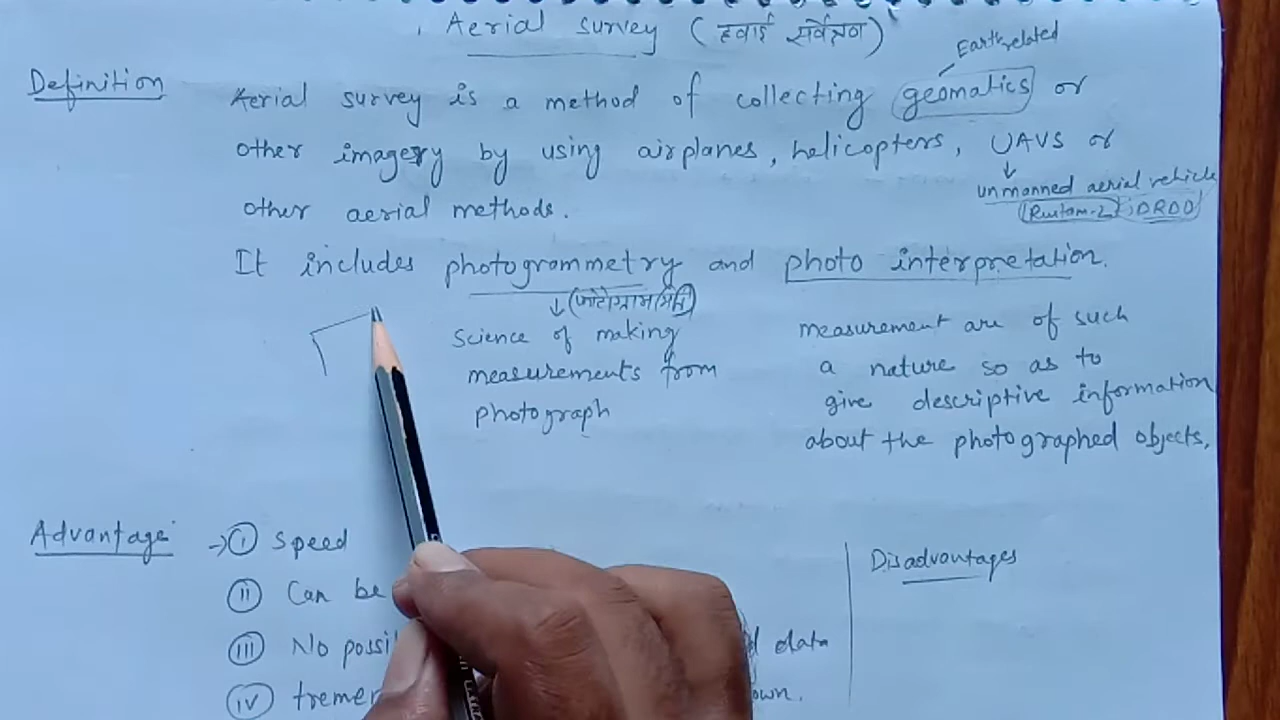 Aerial survey (हवाई सर्वेक्षण)
Earth related
Definition Aerial survey is a method of collecting geomatics or
other imagery by using airplanes, helicopters, UAVS or
unmanned aerial vehicle
other aerial methods. Rustom-2, DRDO
It includes photogrammetry and photo interpretation.
(फोटोग्राममिति)
Science of making
measurements from
photograph
measurement are of such
a nature so as to
give descriptive information
about the photographed objects,
Advantage → (i) Speed
(ii) Can be
(iii) No possi data
(iv) tremen own.
Disadvantages